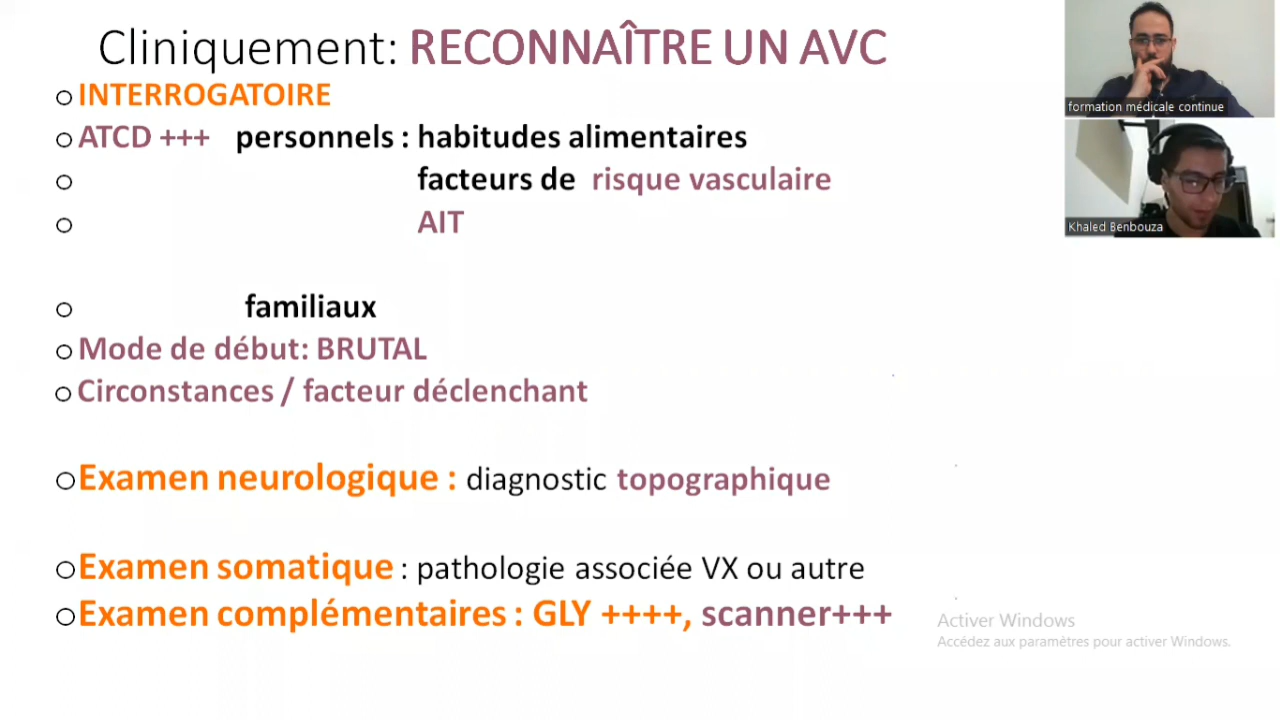 Cliniquement: RECONNAÎTRE UN AVC
o INTERROGATOIRE
o ATCD +++ personnels : habitudes alimentaires
o facteurs de risque vasculaire
o AIT
o familiaux
o Mode de début: BRUTAL
o Circonstances / facteur déclenchant
o Examen neurologique : diagnostic topographique
o Examen somatique : pathologie associée VX ou autre
o Examen complémentaires : GLY ++++, scanner+++
formation médicale continue
Khaled Benbouza
Activer Windows
Accédez aux paramètres pour activer Windows.